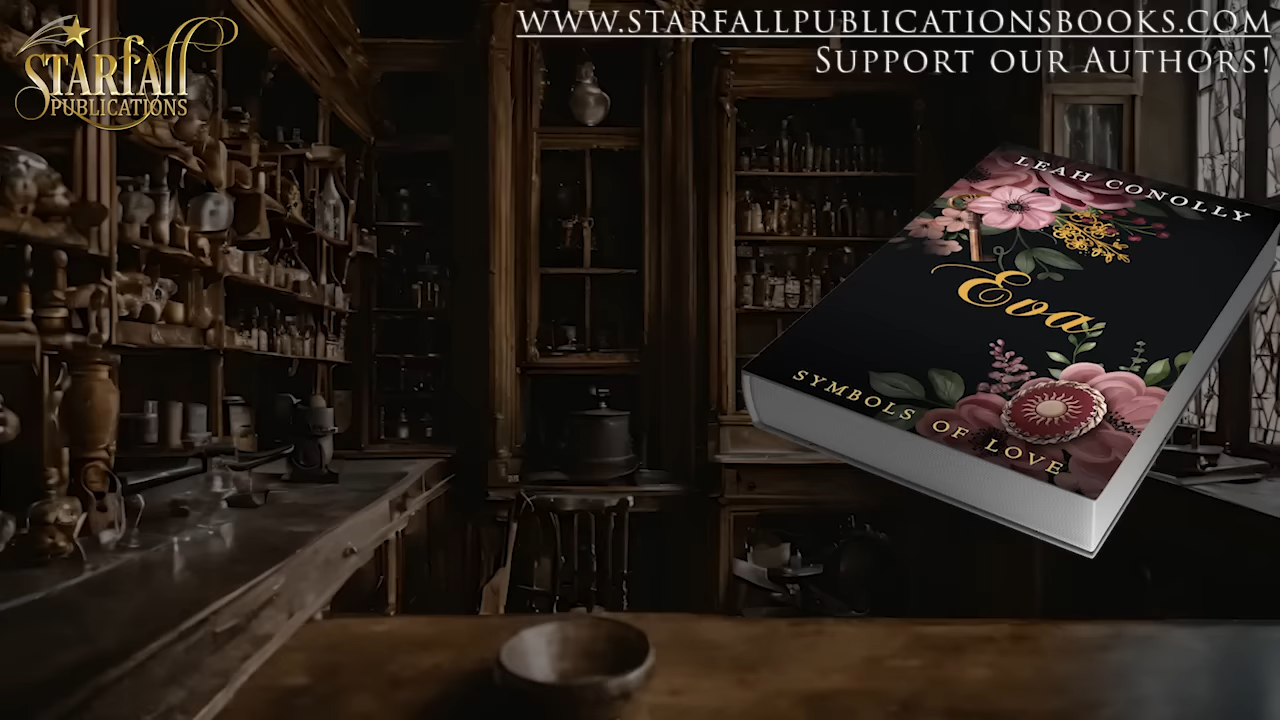 STARfall
PUBLICATIONS
WWW.STARFALLPUBLICATIONSBOOKS.COM
SUPPORT OUR AUTHORS!
LEAH CONOLLY
Eva
SYMBOLS OF LOVE